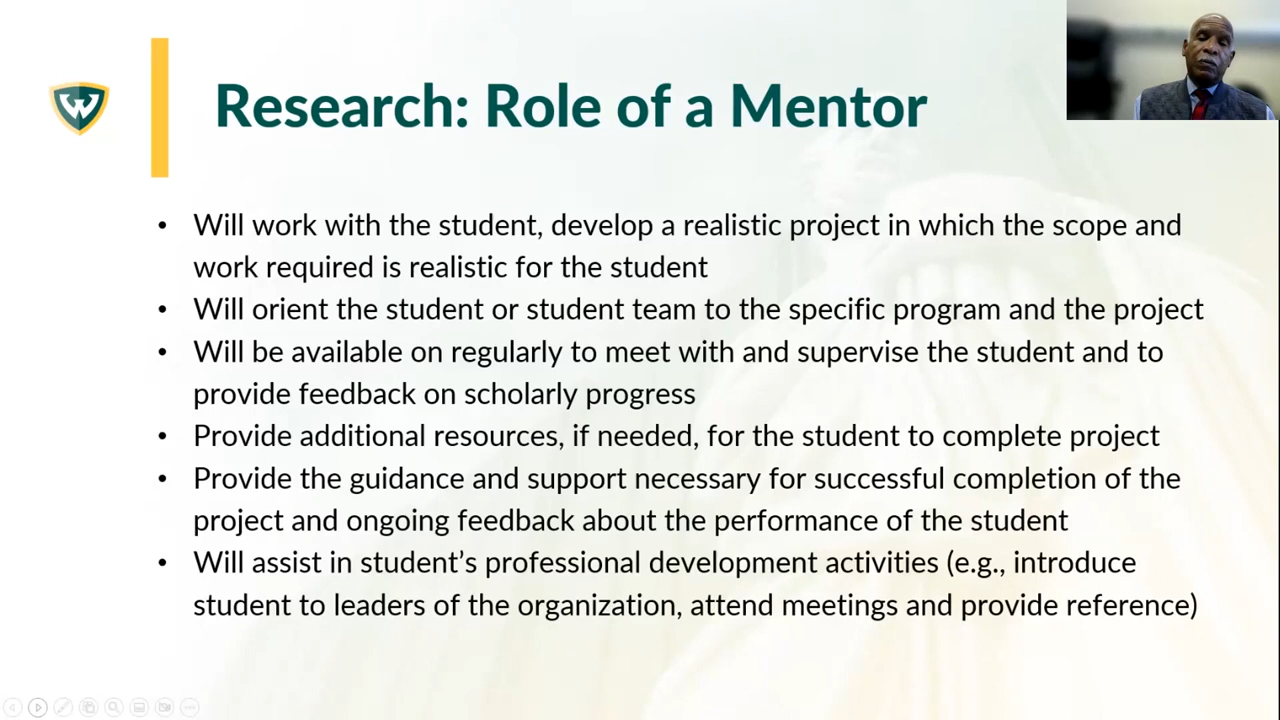 W
Research: Role of a Mentor
• Will work with the student, develop a realistic project in which the scope and
work required is realistic for the student
• Will orient the student or student team to the specific program and the project
• Will be available on regularly to meet with and supervise the student and to
provide feedback on scholarly progress
• Provide additional resources, if needed, for the student to complete project
• Provide the guidance and support necessary for successful completion of the
project and ongoing feedback about the performance of the student
• Will assist in student’s professional development activities (e.g., introduce
student to leaders of the organization, attend meetings and provide reference)